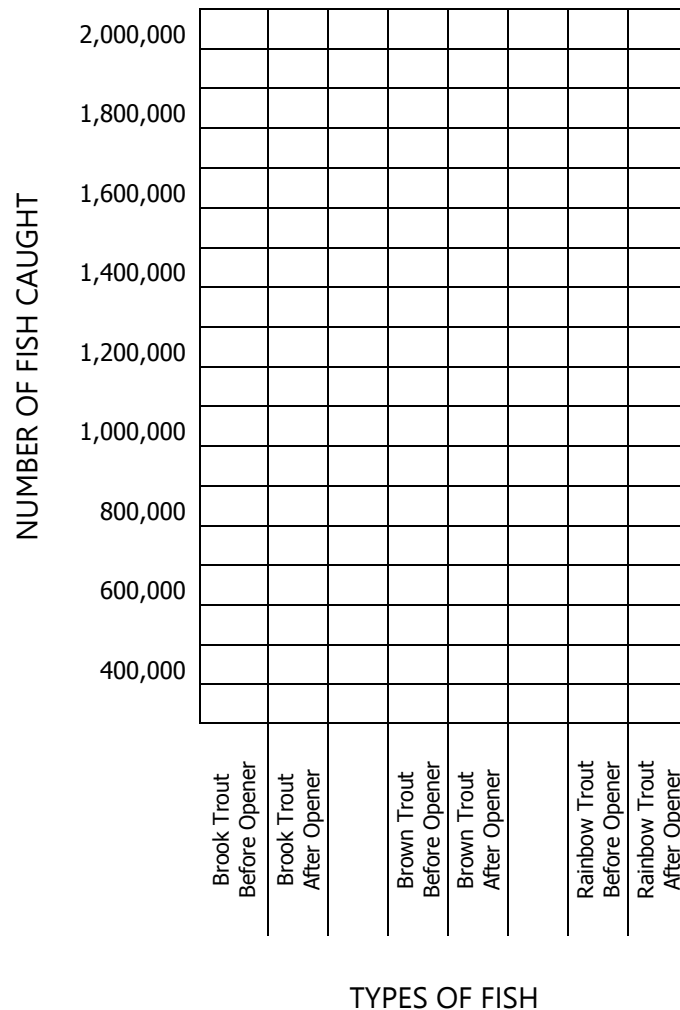 NUMBER OF FISH CAUGHT
2,000,000
1,800,000
1,600,000
1,400,000
1,200,000
1,000,000
800,000
600,000
400,000
Brook Trout
Before Opener
Brook Trout
After Opener
Brown Trout
Before Opener
Brown Trout
After Opener
Rainbow Trout
Before Opener
Rainbow Trout
After Opener
TYPES OF FISH